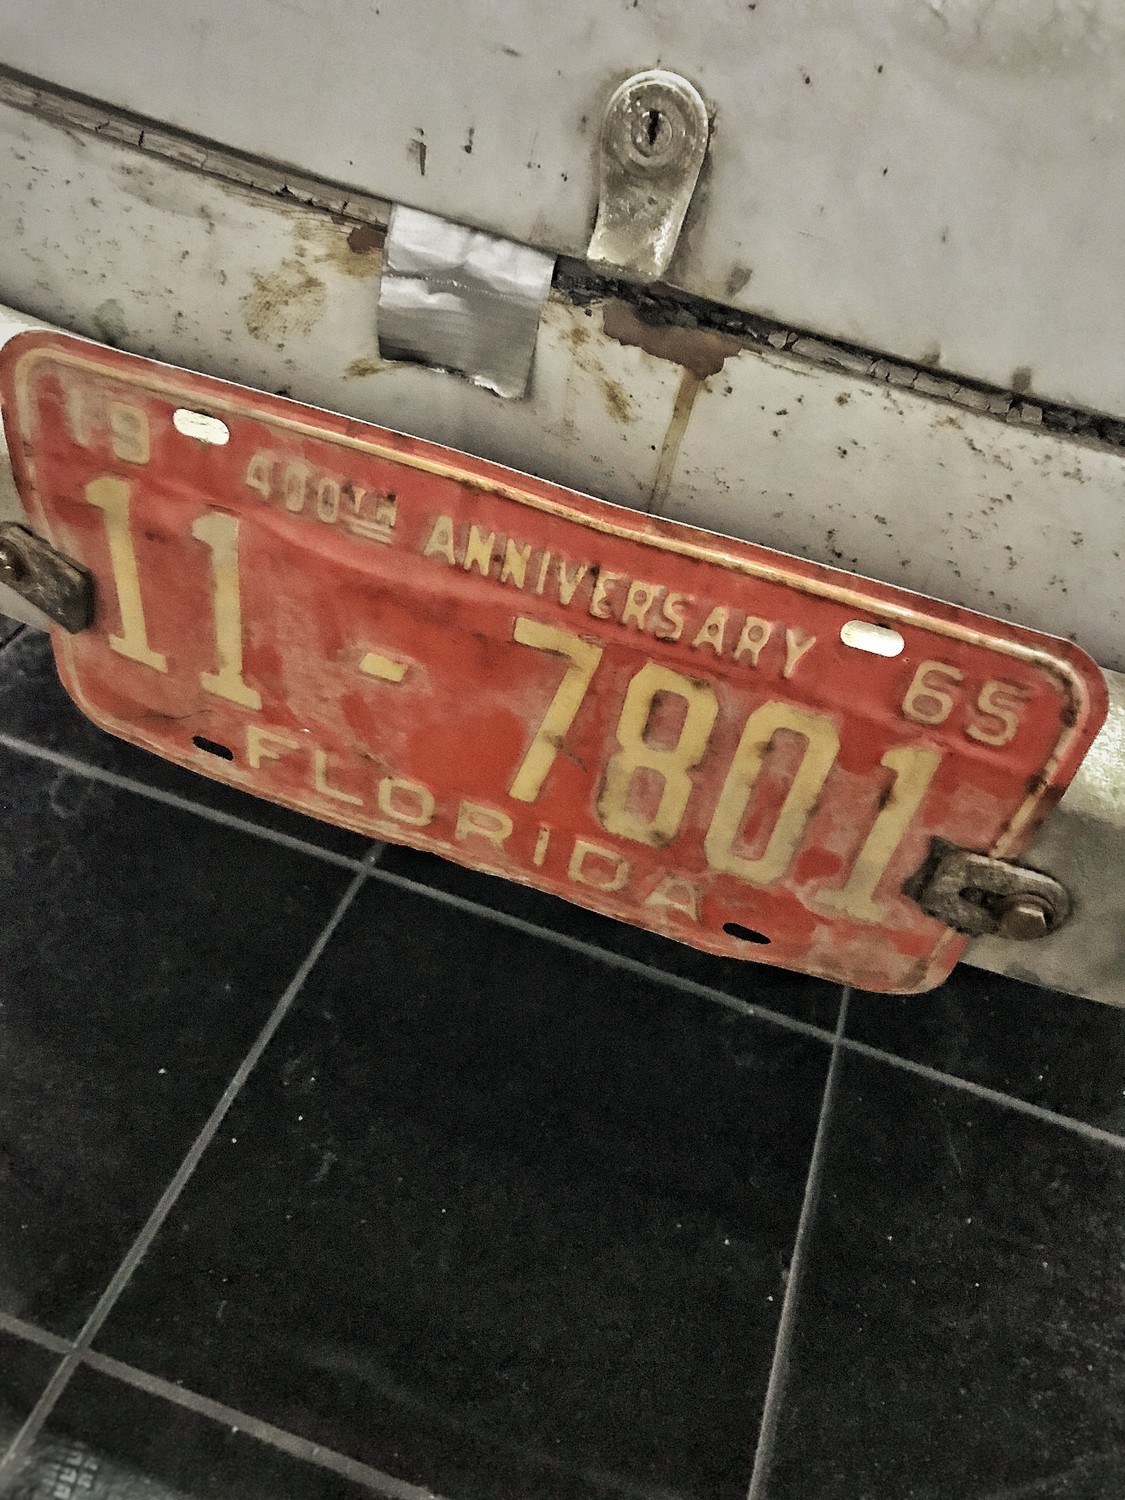 19 400TH ANNIVERSARY 65
11-7801
FLORIDA